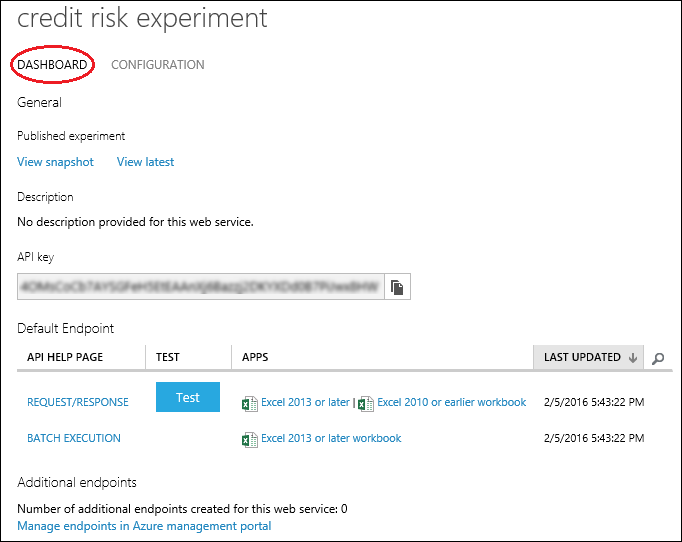 credit risk experiment
DASHBOARD CONFIGURATION
General
Published experiment
View snapshot View latest
Description
No description provided for this web service.
API key
Default Endpoint
API HELP PAGE TEST APPS LAST UPDATED
REQUEST/RESPONSE Test Excel 2013 or later | Excel 2010 or earlier workbook 2/5/2016 5:43:22 PM
BATCH EXECUTION Excel 2013 or later workbook 2/5/2016 5:43:22 PM
Additional endpoints
Number of additional endpoints created for this web service: 0
Manage endpoints in Azure management portal